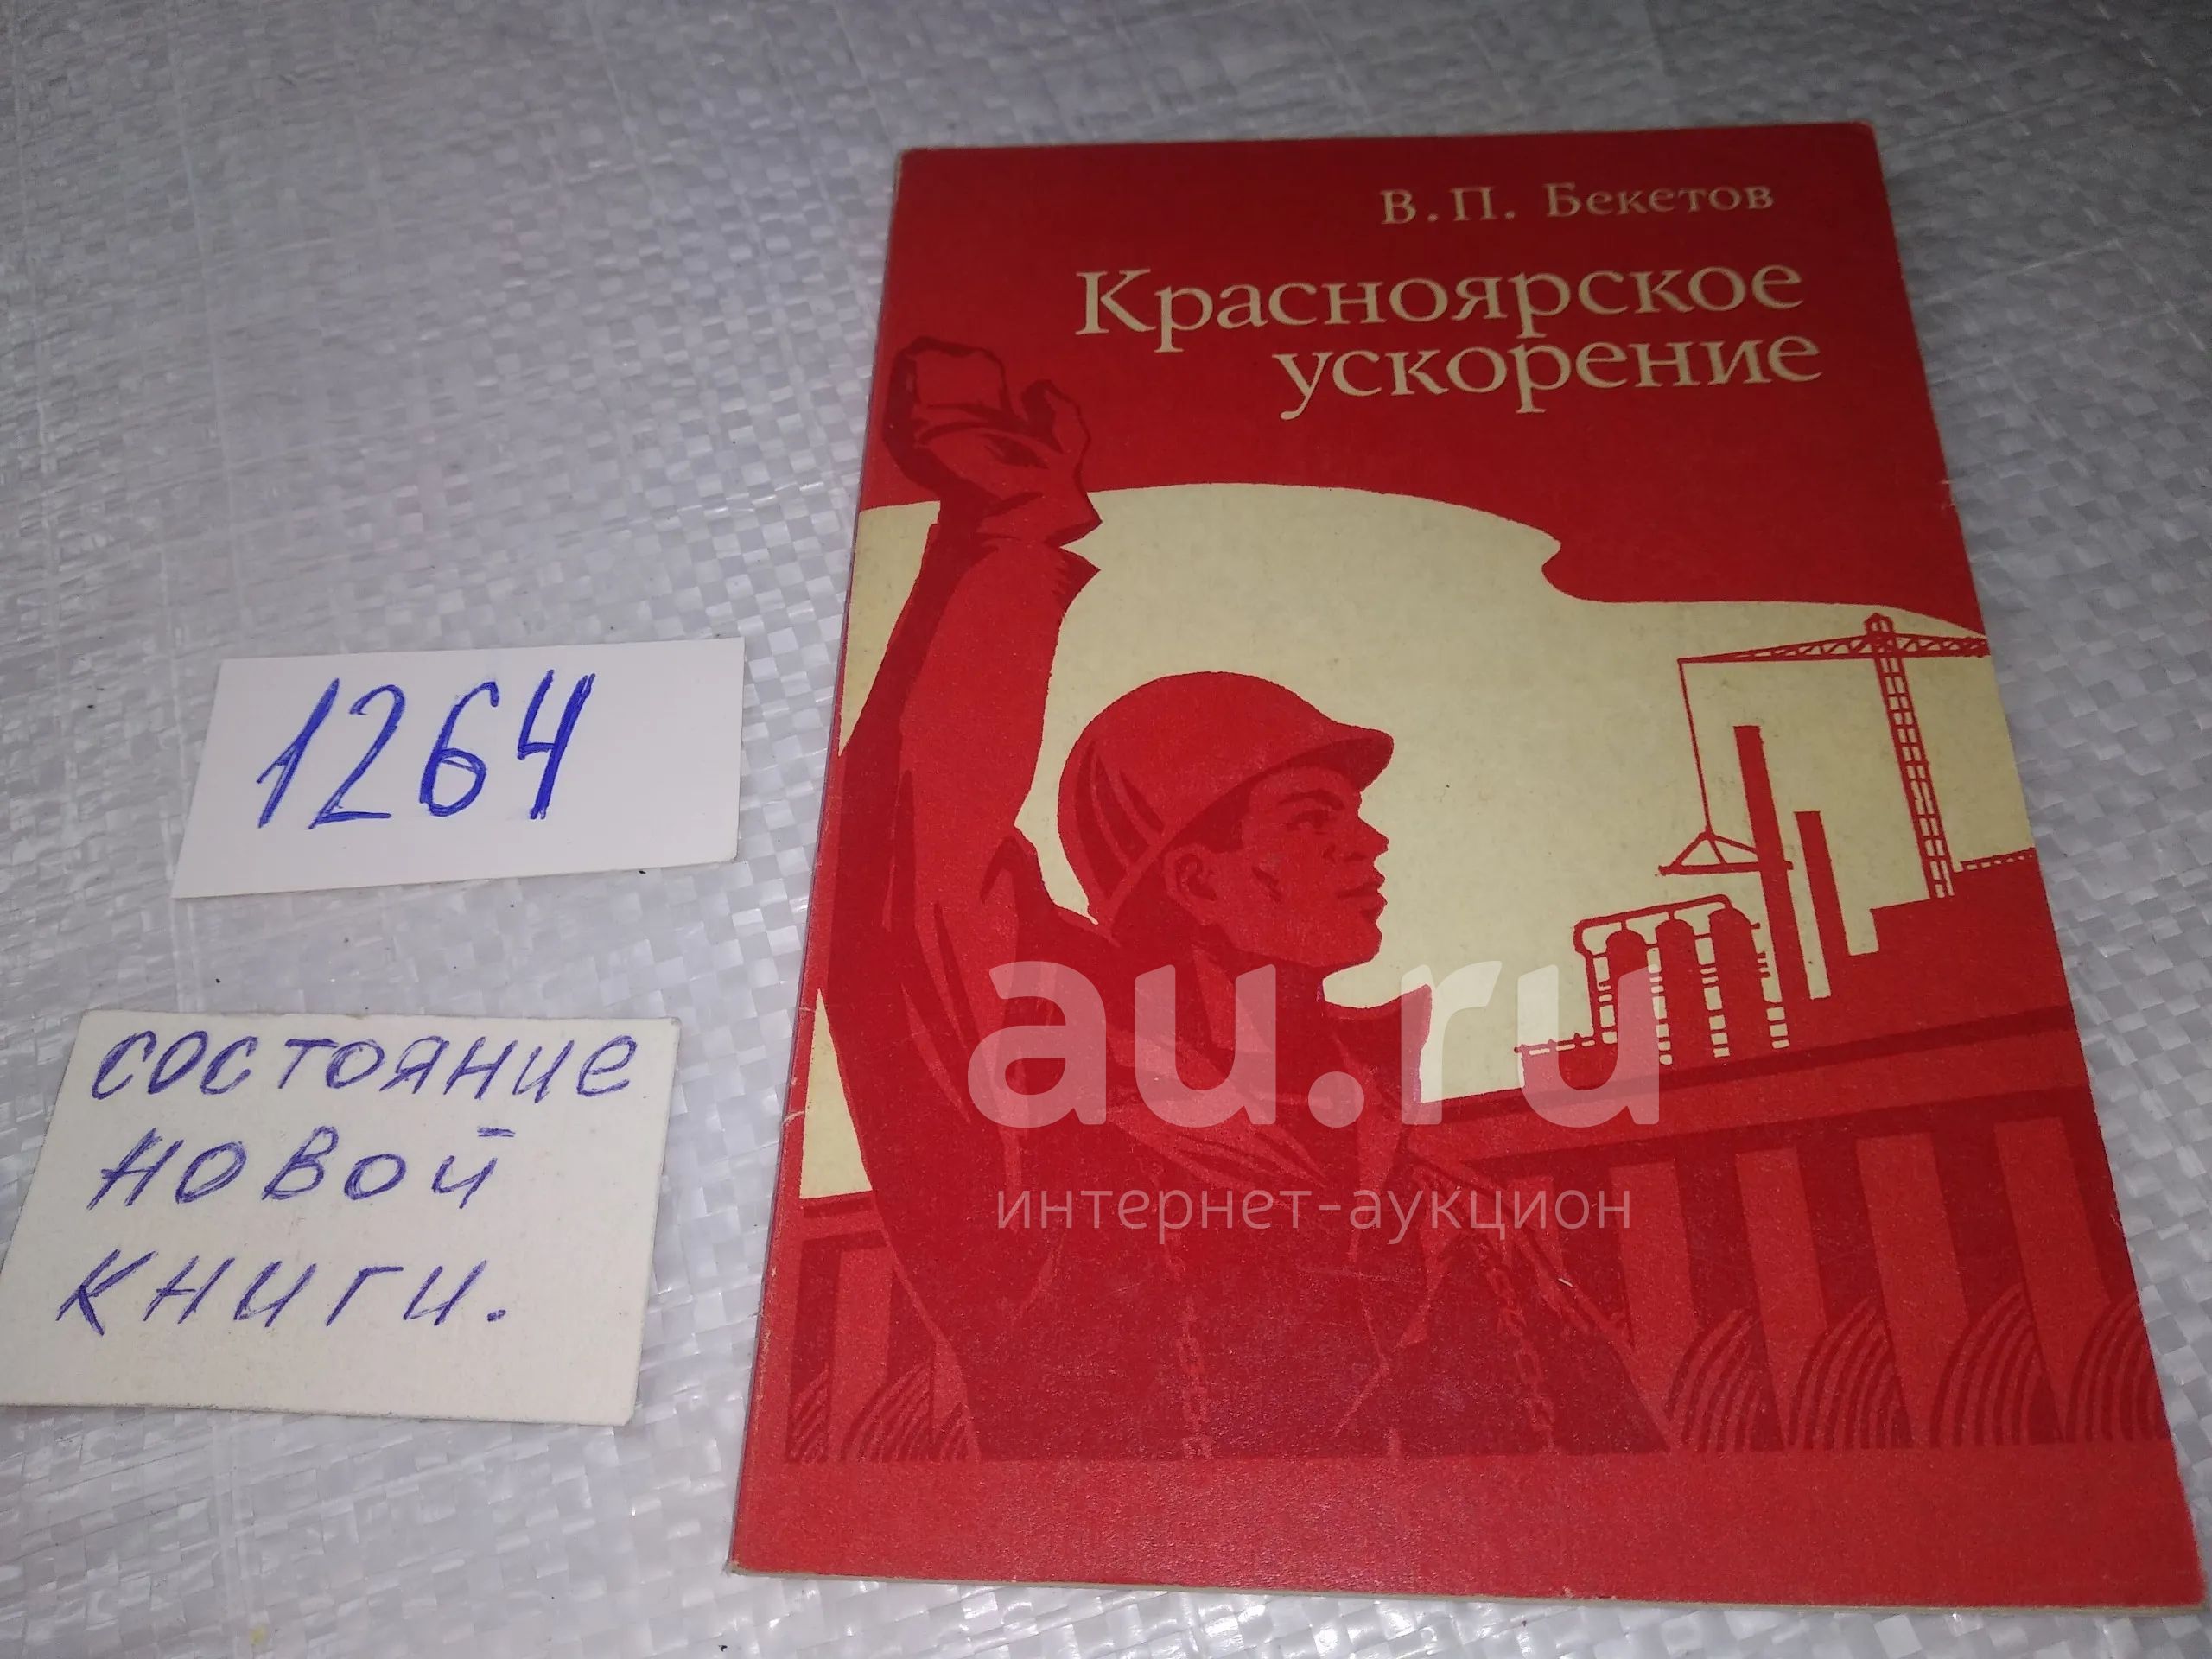 В.П. Бекетов
Красноярское
ускорение
1264
состояние
новой
книги.
au.ru
интернет-аукцион